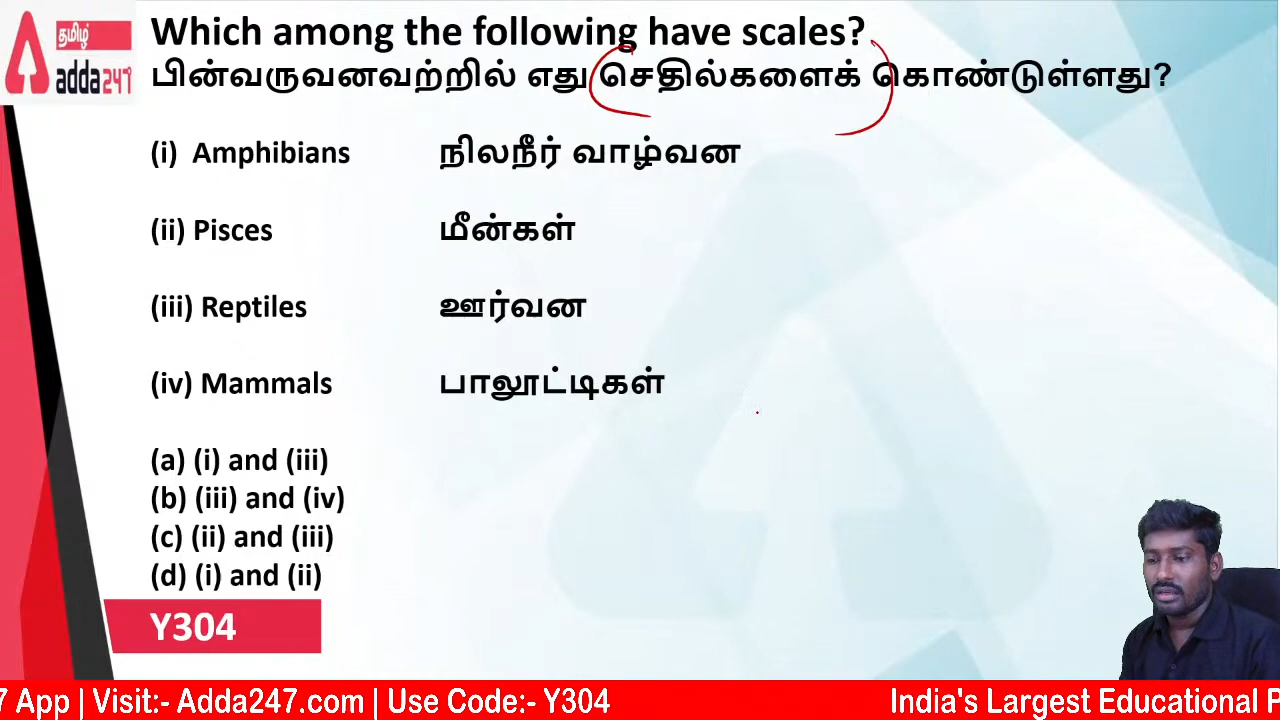 Which among the following have scales?
பின்வருவனவற்றில் எது செதில்களைக் கொண்டுள்ளது?
தமிழ்
adda247
(i) Amphibians நிலநீர் வாழ்வன
(ii) Pisces மீன்கள்
(iii) Reptiles ஊர்வன
(iv) Mammals பாலூட்டிகள்
(a) (i) and (iii)
(b) (iii) and (iv)
(c) (ii) and (iii)
(d) (i) and (ii)
Y304
7 App | Visit:- Adda247.com | Use Code:- Y304 India's Largest Educational P